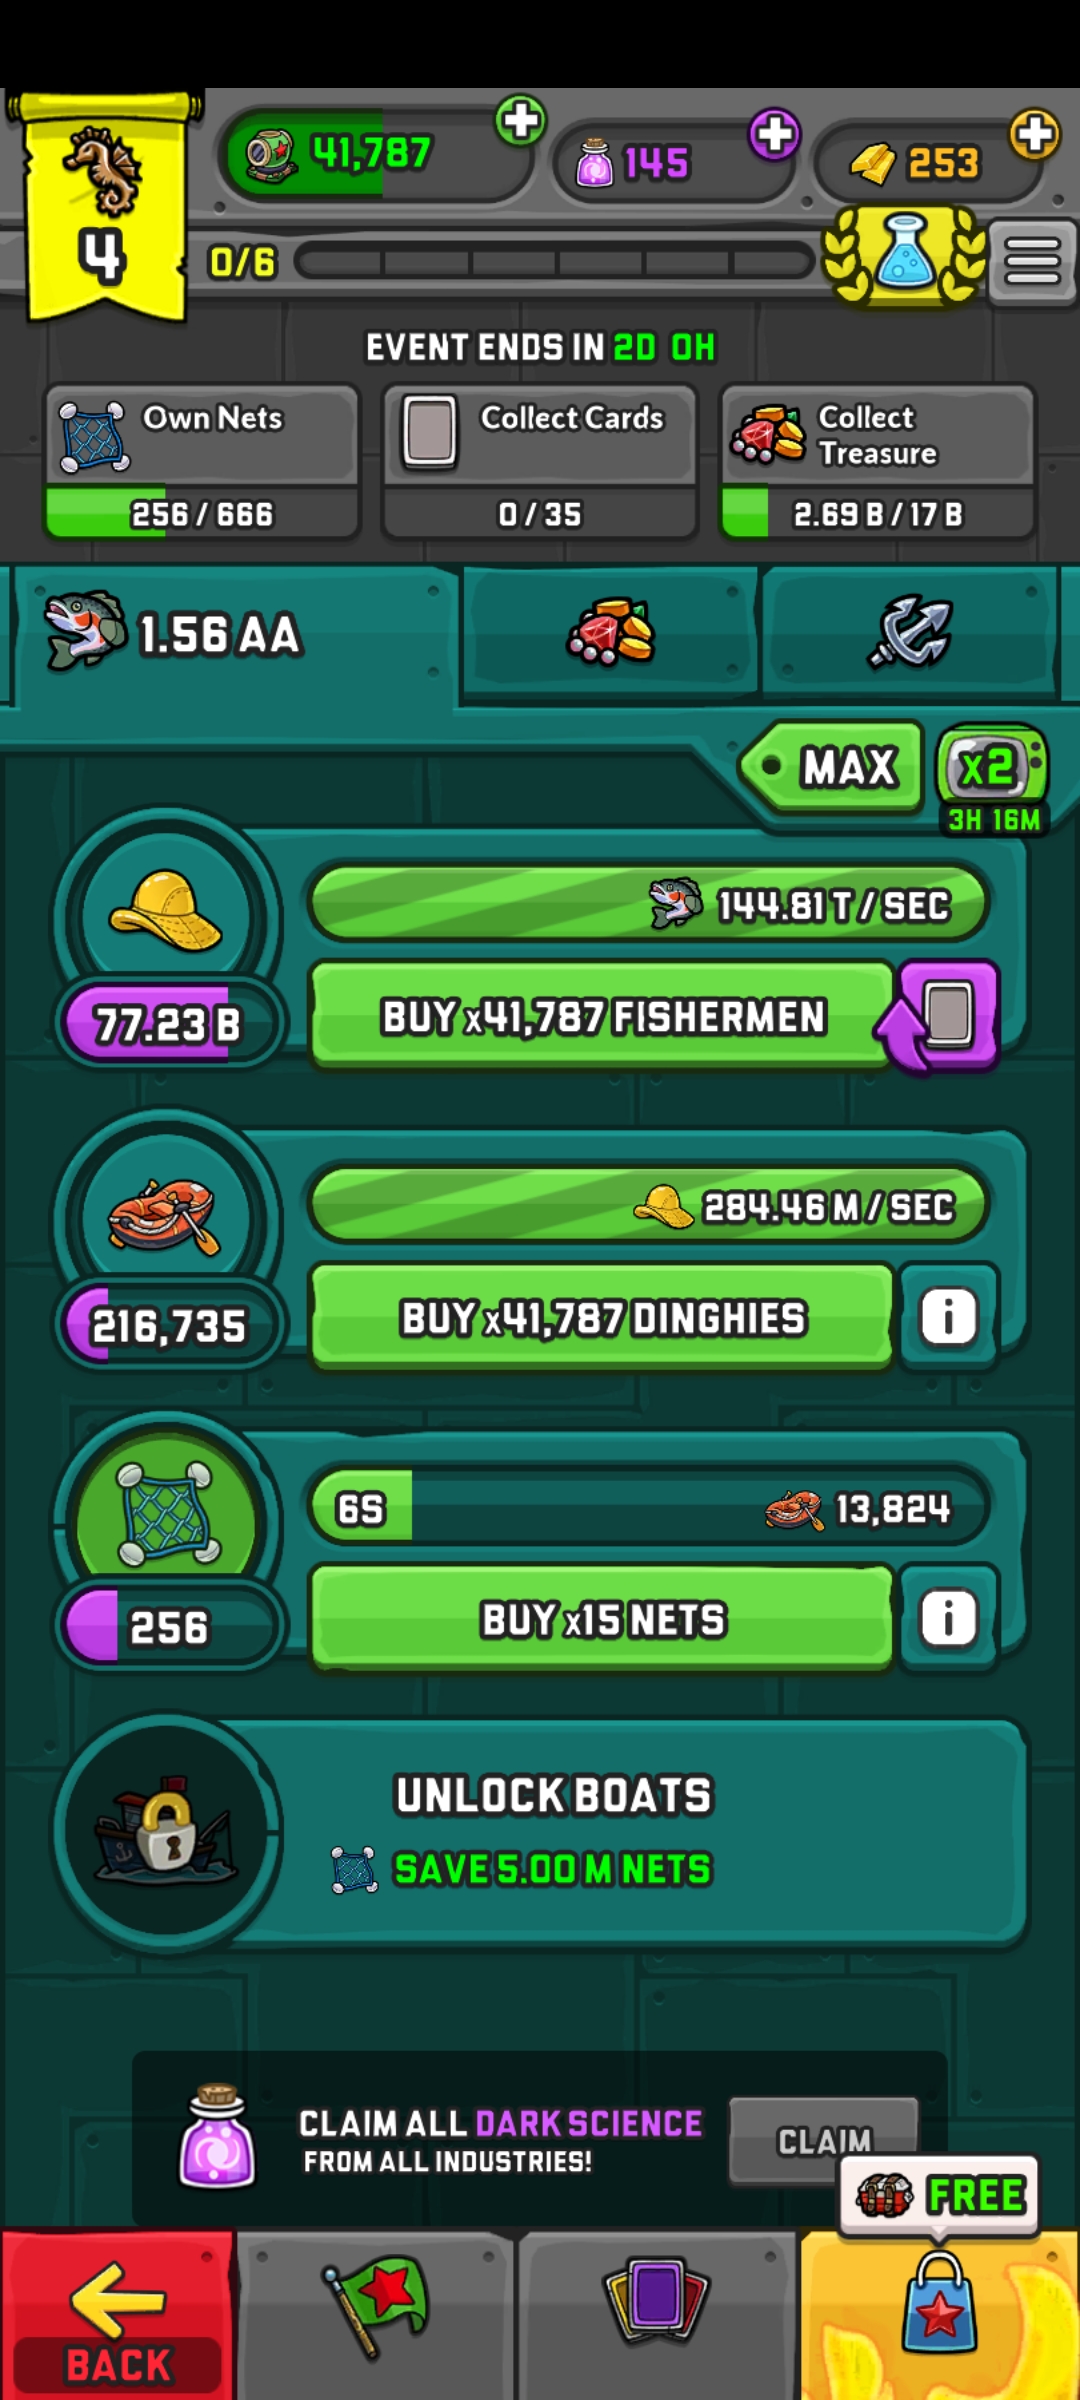 4
41,787
145
253
0/6
EVENT ENDS IN 2D 0H
Own Nets
256 / 666
Collect Cards
0 / 35
Collect
Treasure
2.69 B / 17 B
1.56 AA
MAX
x2
3H 16M
144.81 T / SEC
77.23 B
BUY x41,787 FISHERMEN
284.46 M / SEC
216,735
BUY x41,787 DINGHIES
i
6S
13,824
256
BUY x15 NETS
i
UNLOCK BOATS
SAVE 5.00 M NETS
CLAIM ALL DARK SCIENCE
FROM ALL INDUSTRIES!
CLAIM
FREE
BACK